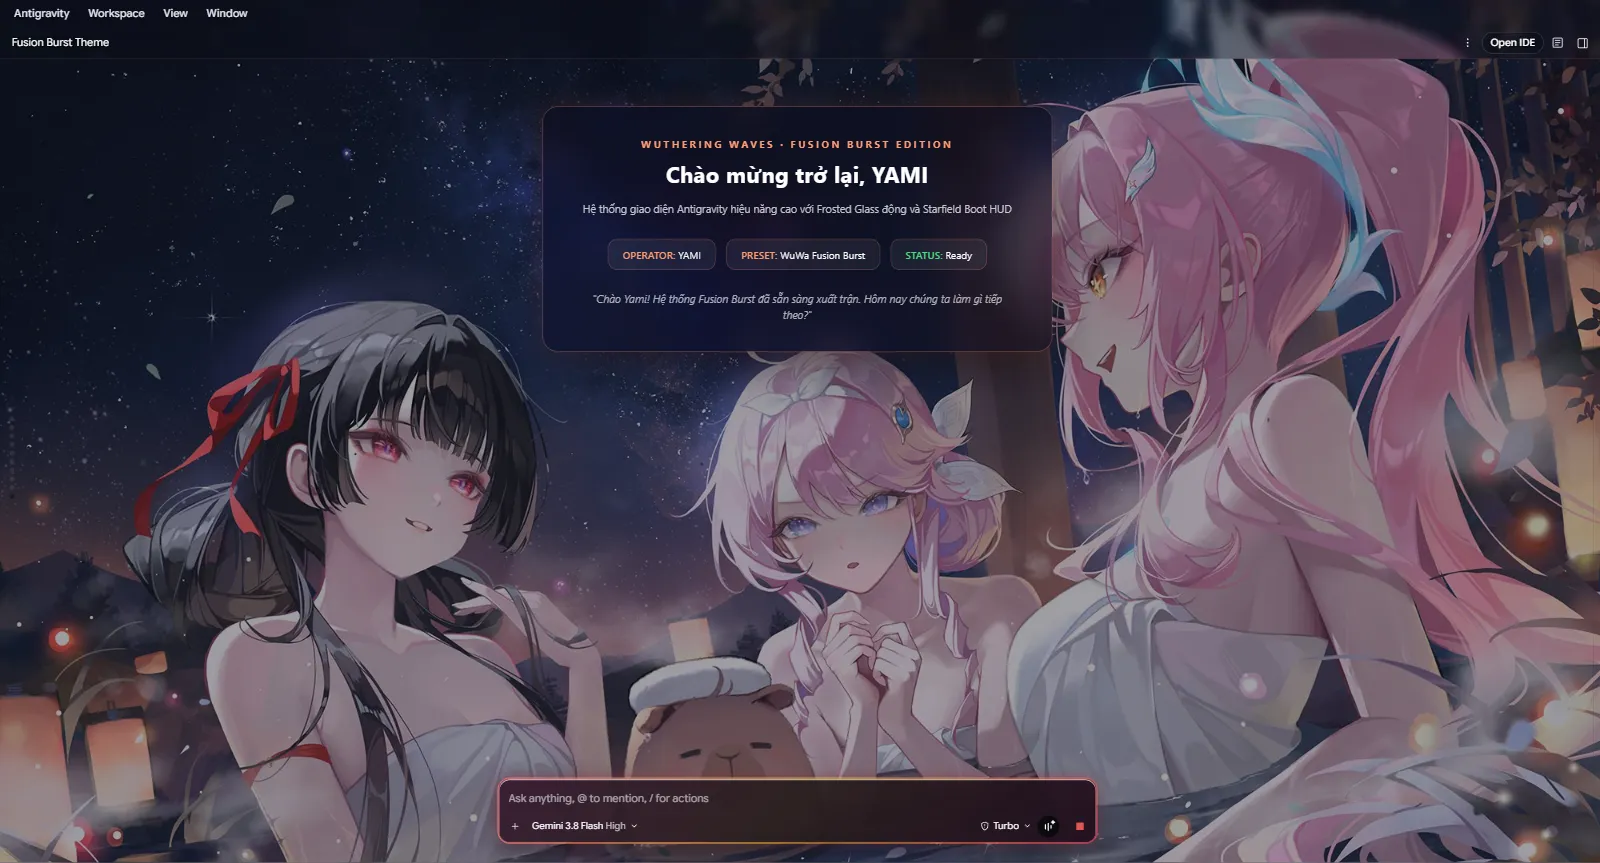 Antigravity Workspace View Window
Fusion Burst Theme
Open IDE
WUTHERING WAVES • FUSION BURST EDITION
Chào mừng trở lại, YAMI
Hệ thống giao diện Antigravity hiệu năng cao với Frosted Glass động và Starfield Boot HUD
OPERATOR: YAMI
PRESET: WuWa Fusion Burst
STATUS: Ready
"Chào Yami! Hệ thống Fusion Burst đã sẵn sàng xuất trận. Hôm nay chúng ta làm gì tiếp
theo?"
Ask anything, @ to mention, / for actions
Gemini 3.8 Flash High
Turbo